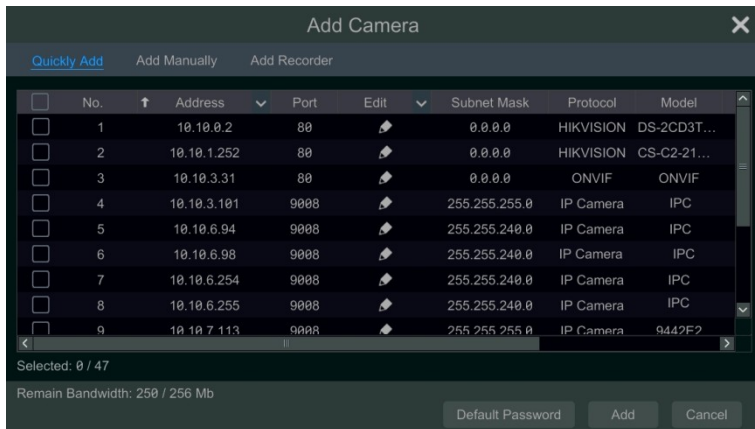 Add Camera
Quickly Add Add Manually Add Recorder
No. Address Port Edit Subnet Mask Protocol Model
1 10.10.0.2 80 0.0.0.0 HIKVISION DS-2CD3T...
2 10.10.1.252 80 0.0.0.0 HIKVISION CS-C2-21...
3 10.10.3.31 80 0.0.0.0 ONVIF ONVIF
4 10.10.3.101 9008 255.255.255.0 IP Camera IPC
5 10.10.6.94 9008 255.255.240.0 IP Camera IPC
6 10.10.6.98 9008 255.255.240.0 IP Camera IPC
7 10.10.6.254 9008 255.255.240.0 IP Camera IPC
8 10.10.6.255 9008 255.255.240.0 IP Camera IPC
9 10.10.7.113 9008 255.255.255.0 IP Camera 9442E2
Selected: 0 / 47
Remain Bandwidth: 250 / 256 Mb
Default Password Add Cancel